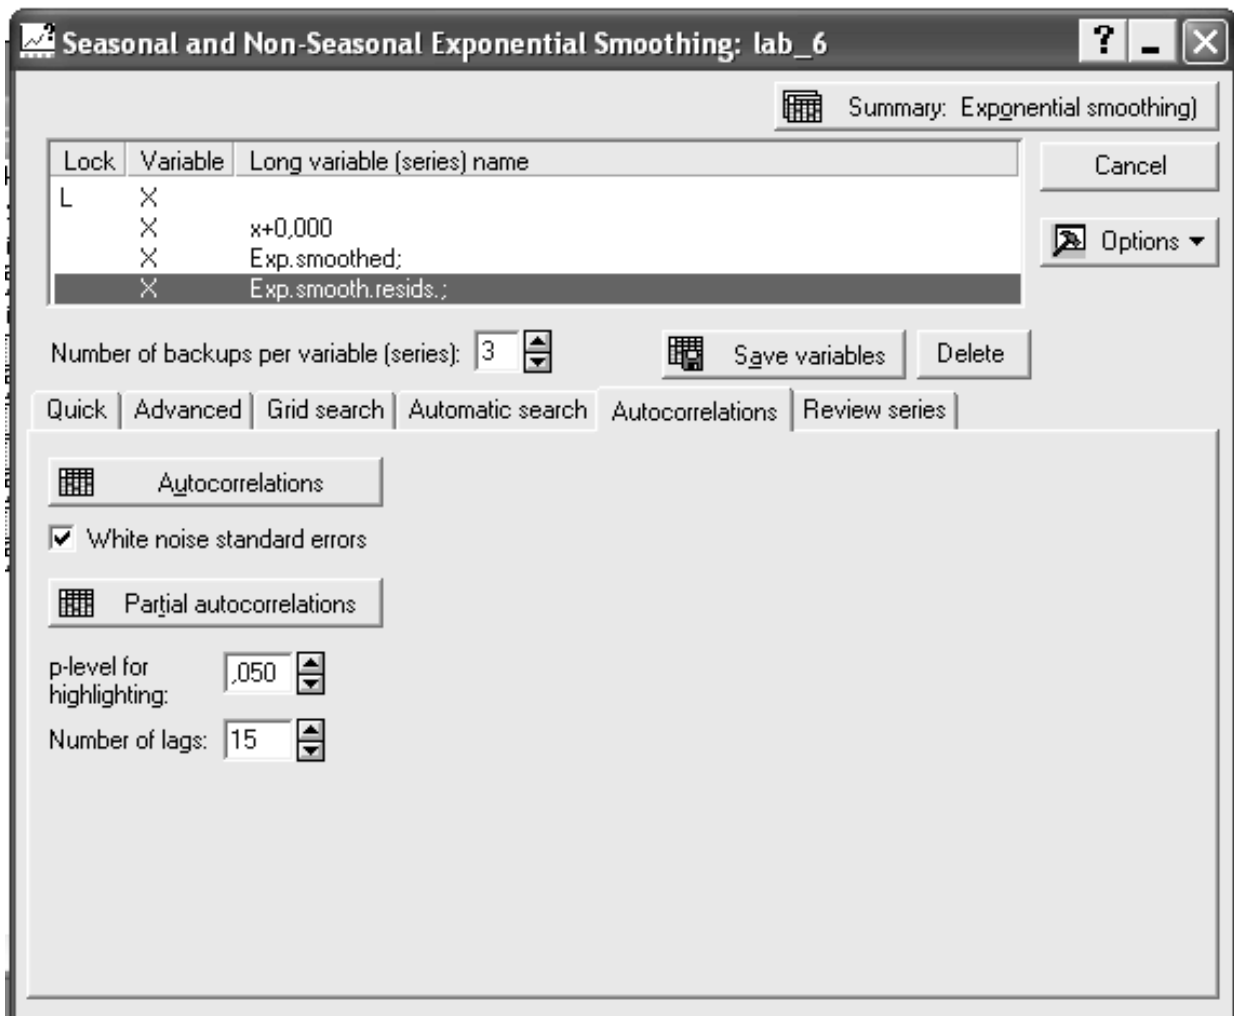 Seasonal and Non-Seasonal Exponential Smoothing: lab_6
Summary: Exponential smoothing)
Lock Variable Long variable (series) name
L X
X x+0,000
X Exp.smoothed;
X Exp.smooth.resids.;
Cancel
Options
Number of backups per variable (series): 3 Save variables Delete
Quick Advanced Grid search Automatic search Autocorrelations Review series
Autocorrelations
White noise standard errors
Partial autocorrelations
p-level for
highlighting: ,050
Number of lags: 15